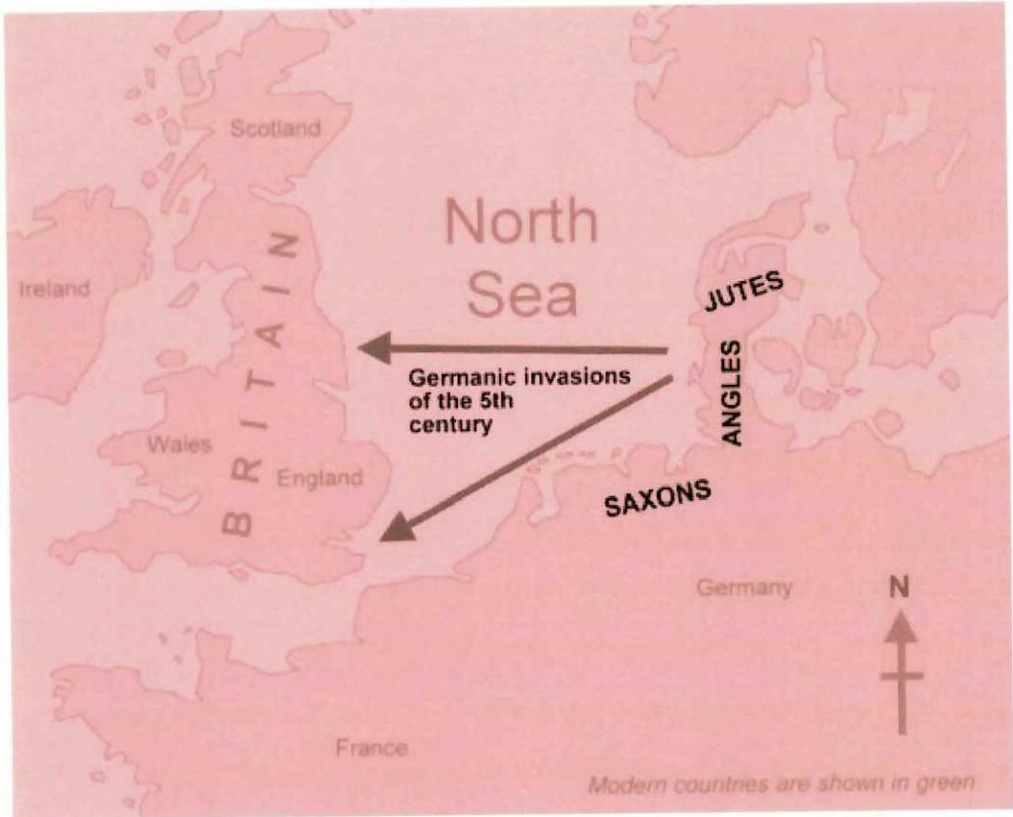 Scotland
North
Sea
Ireland
BRITAIN
JUTES
ANGLES
Germanic invasions
of the 5th
century
Wales
England
SAXONS
Germany
N
France
Modern countries are shown in green